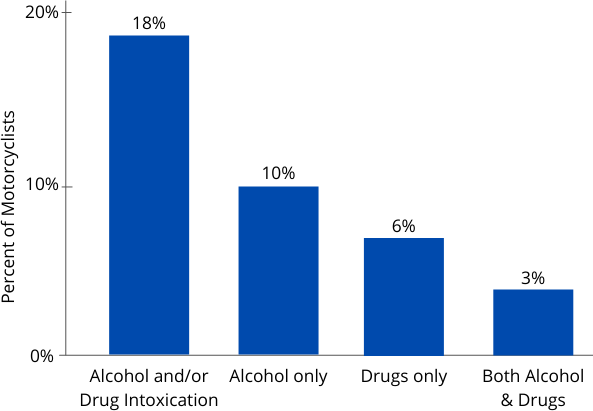 Percent of Motorcyclists
20%
10%
0%
18%
10%
6%
3%
Alcohol and/or
Drug Intoxication
Alcohol only
Drugs only
Both Alcohol
& Drugs